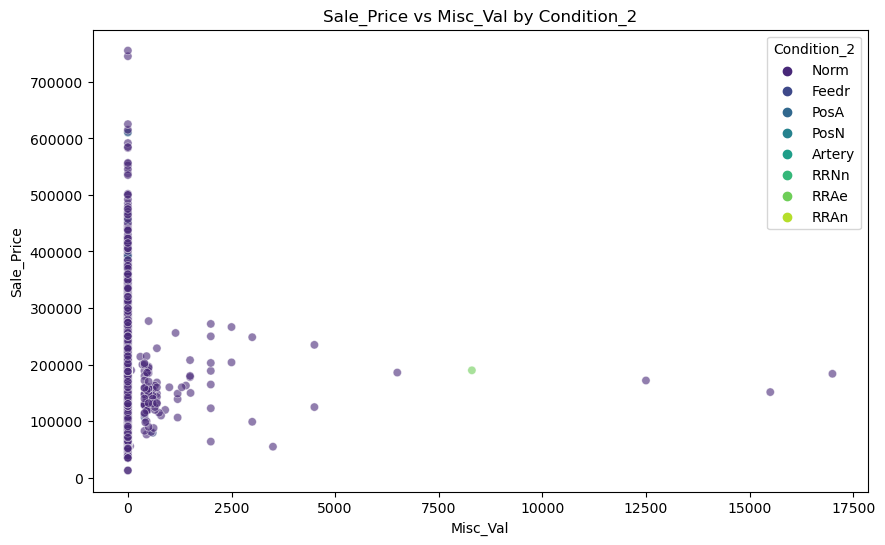 Sale_Price vs Misc_Val by Condition_2
Condition_2
Norm
Feedr
PosA
PosN
Artery
RRNn
RRAe
RRAn
Sale_Price
700000
600000
500000
400000
300000
200000
100000
0
0 2500 5000 7500 10000 12500 15000 17500
Misc_Val